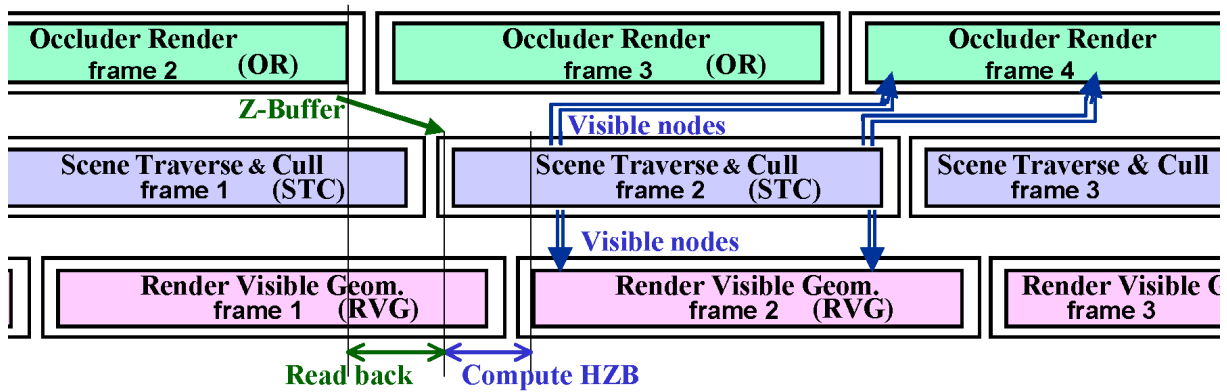 Occluder Render
frame 2 (OR)
Occluder Render
frame 3 (OR)
Occluder Render
frame 4
Z-Buffer
Visible nodes
Scene Traverse & Cull
frame 1 (STC)
Scene Traverse & Cull
frame 2 (STC)
Scene Traverse & Cull
frame 3
Visible nodes
Render Visible Geom.
frame 1 (RVG)
Render Visible Geom.
frame 2 (RVG)
Render Visible G
frame 3
Read back
Compute HZB